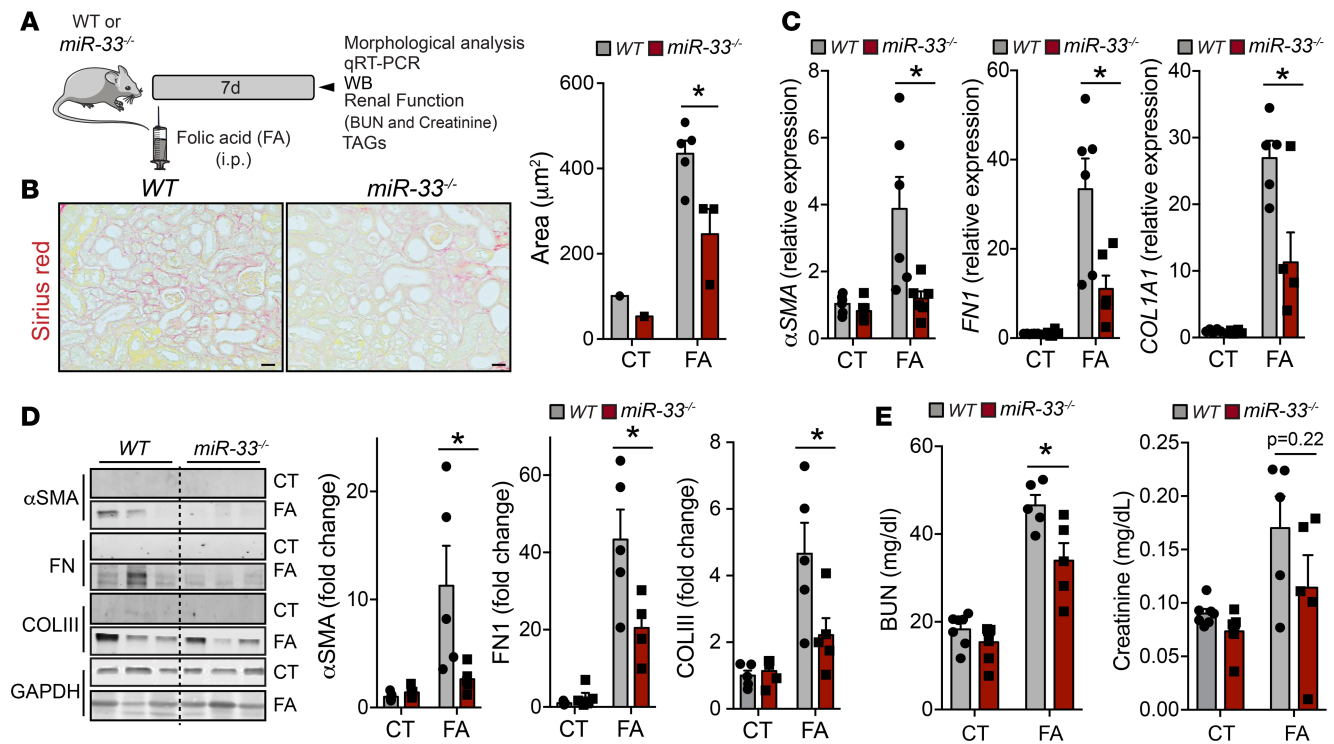 A
WT or
miR-33-/-
7d
Folic acid (FA)
(i.p.)
Morphological analysis
qRT-PCR
WB
Renal Function
(BUN and Creatinine)
TAGs
B
WT
miR-33-/-
Sirius red
WT miR-33-/-
Area (μm2)
600
400
200
0
*
CT
FA
C
WT miR-33-/-
αSMA (relative expression)
8
6
4
2
0
*
CT
FA
WT miR-33-/-
FN1 (relative expression)
60
40
20
0
*
CT
FA
WT miR-33-/-
COL1A1 (relative expression)
40
30
20
10
0
*
CT
FA
D
WT miR-33-/-
αSMA
CT
FA
FN
CT
FA
COLIII
CT
FA
GAPDH
CT
FA
αSMA (fold change)
20
10
0
*
CT
FA
WT miR-33-/-
FN1 (fold change)
60
40
20
0
*
CT
FA
COLIII (fold change)
8
6
4
2
0
*
CT
FA
E
WT miR-33-/-
BUN (mg/dl)
60
40
20
0
*
CT
FA
WT miR-33-/-
Creatinine (mg/dL)
0.25
0.20
0.15
0.10
0.05
0.00
p=0.22
CT
FA